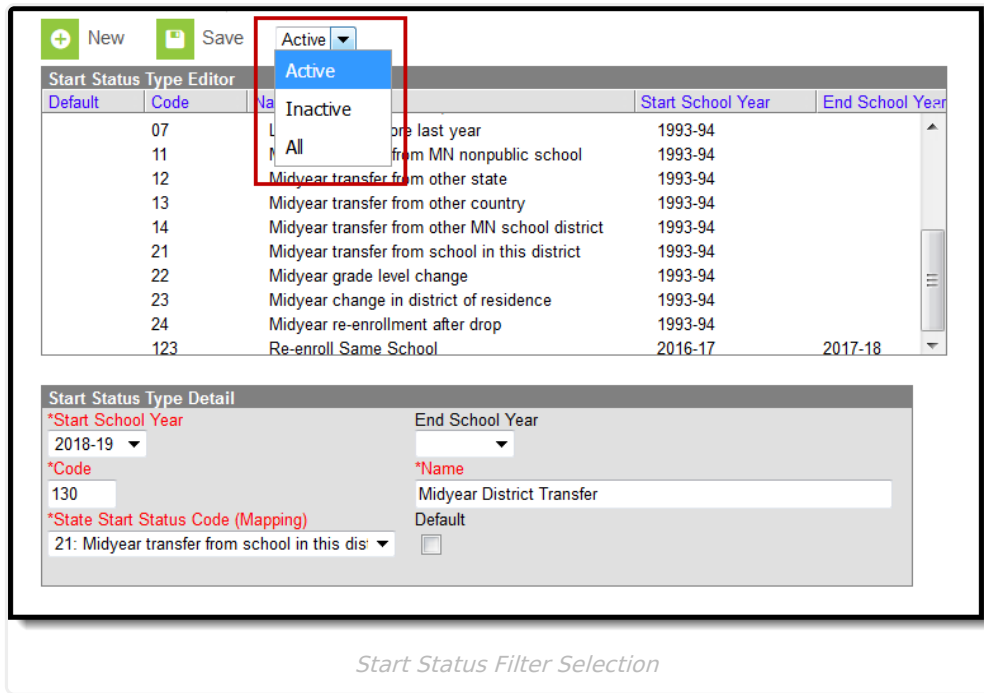 New Save Active
Start Status Type Editor
Active
Default Code Start School Year End School Year
Inactive
07 last year 1993-94
All
11 from MN nonpublic school 1993-94
12 Midyear transfer from other state 1993-94
13 Midyear transfer from other country 1993-94
14 Midyear transfer from other MN school district 1993-94
21 Midyear transfer from school in this district 1993-94
22 Midyear grade level change 1993-94
23 Midyear change in district of residence 1993-94
24 Midyear re-enrollment after drop 1993-94
123 Re-enroll Same School 2016-17 2017-18
Start Status Type Detail
*Start School Year End School Year
2018-19
*Code *Name
130 Midyear District Transfer
*State Start Status Code (Mapping) Default
21: Midyear transfer from school in this dis
Start Status Filter Selection